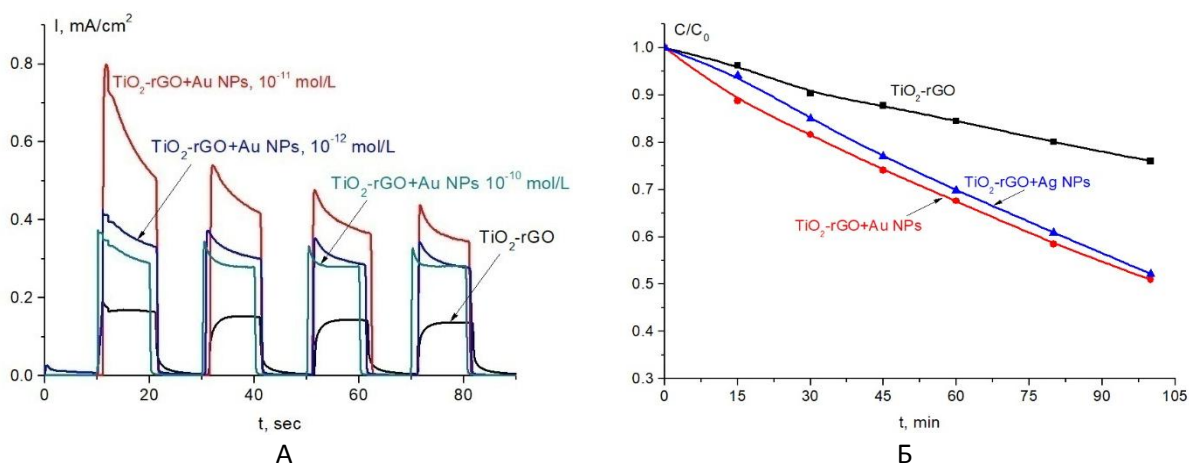 I, mA/cm²
0.8
0.6
0.4
0.2
0.0
TiO₂-rGO+Au NPs, 10⁻¹¹ mol/L
TiO₂-rGO+Au NPs, 10⁻¹² mol/L
TiO₂-rGO+Au NPs 10⁻¹⁰ mol/L
TiO₂-rGO
0 20 40 60 80
t, sec
А
C/C₀
1.0
0.9
0.8
0.7
0.6
0.5
0.4
0.3
TiO₂-rGO
TiO₂-rGO+Ag NPs
TiO₂-rGO+Au NPs
0 15 30 45 60 75 90 105
t, min
Б